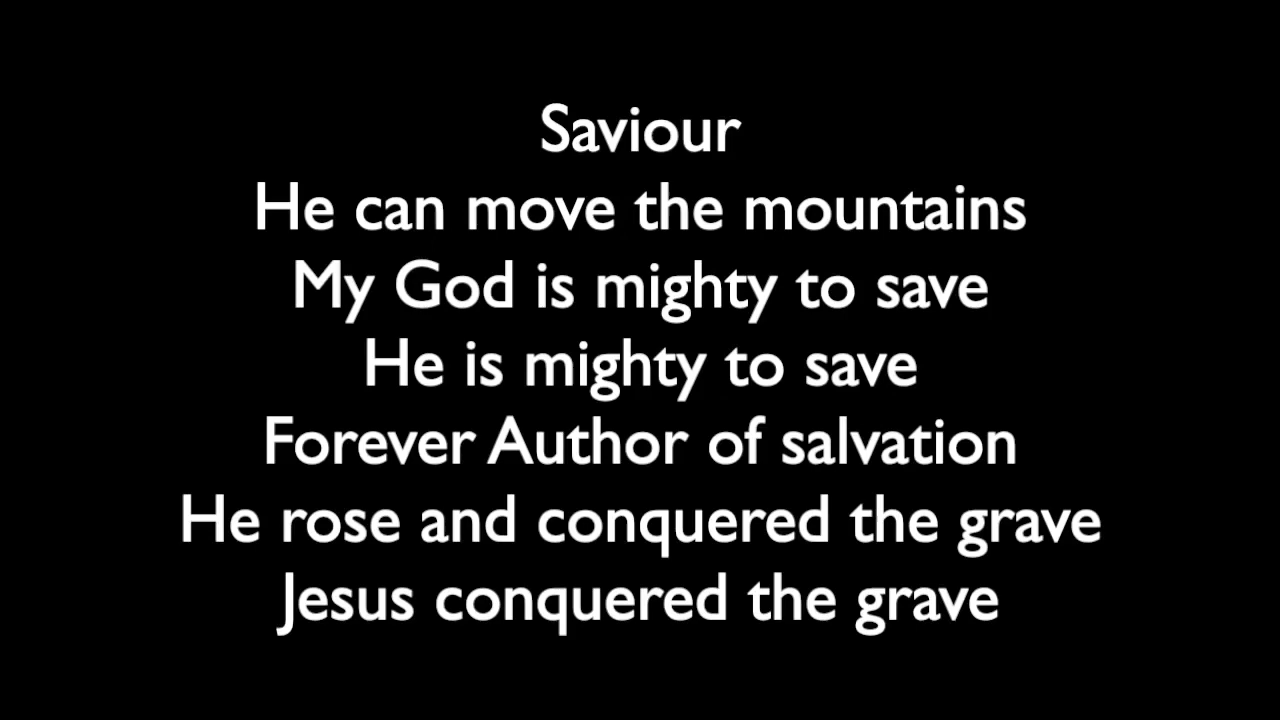 Saviour
He can move the mountains
My God is mighty to save
He is mighty to save
Forever Author of salvation
He rose and conquered the grave
Jesus conquered the grave